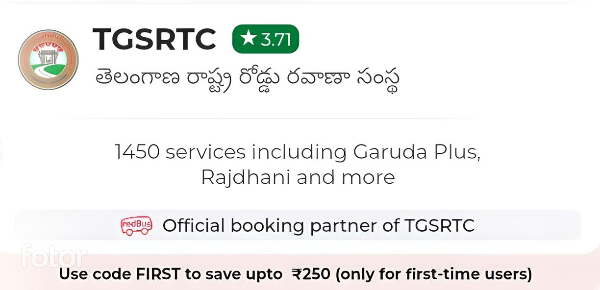 TGSRTC ★ 3.71
తెలంగాణ రాష్ట్ర రోడ్డు రవాణా సంస్థ
1450 services including Garuda Plus,
Rajdhani and more
redBus Official booking partner of TGSRTC
fotor
Use code FIRST to save upto ₹250 (only for first-time users)